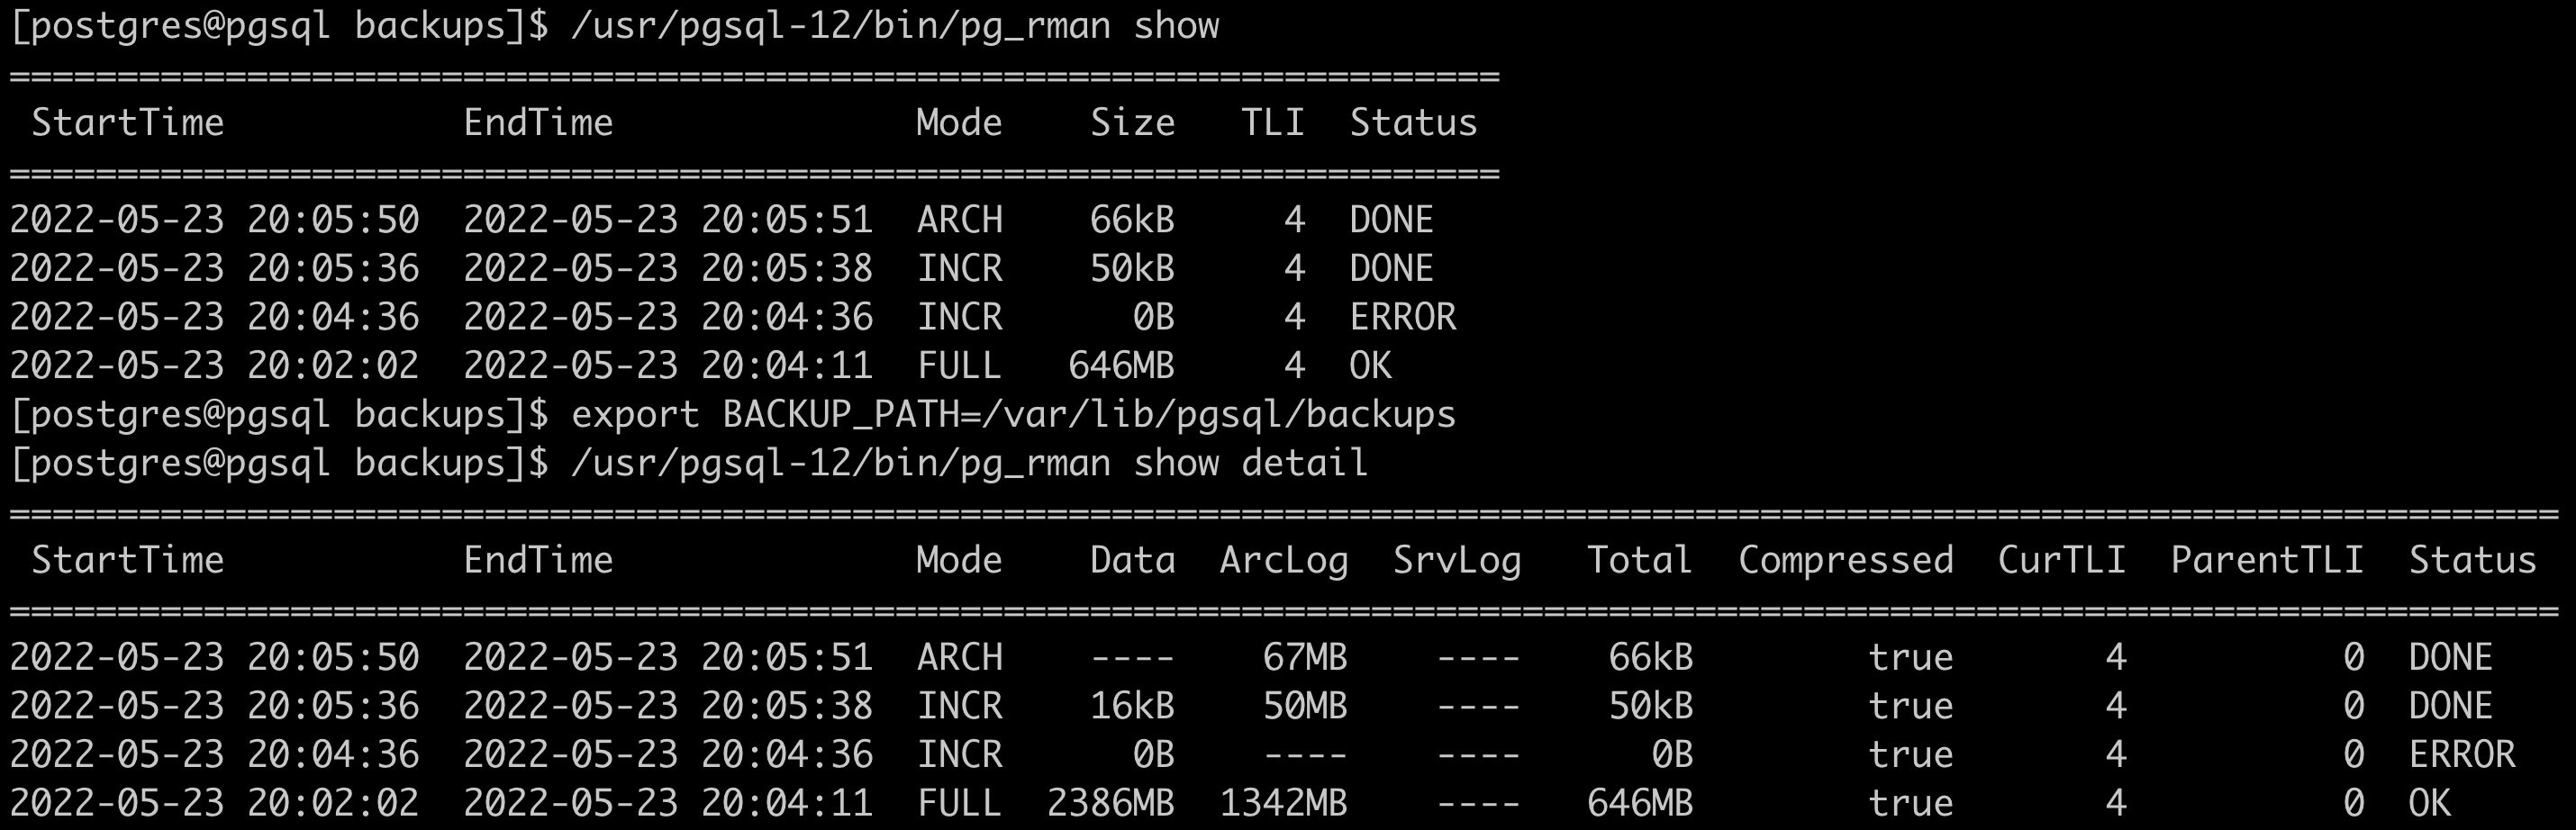 [postgres@pgsql backups]$ /usr/pgsql-12/bin/pg_rman show
=====================================================================
 StartTime           EndTime              Mode    Size   TLI  Status
=====================================================================
2022-05-23 20:05:50  2022-05-23 20:05:51  ARCH    66kB     4  DONE
2022-05-23 20:05:36  2022-05-23 20:05:38  INCR    50kB     4  DONE
2022-05-23 20:04:36  2022-05-23 20:04:36  INCR      0B     4  ERROR
2022-05-23 20:02:02  2022-05-23 20:04:11  FULL   646MB     4  OK
[postgres@pgsql backups]$ export BACKUP_PATH=/var/lib/pgsql/backups
[postgres@pgsql backups]$ /usr/pgsql-12/bin/pg_rman show detail
======================================================================================================================
 StartTime           EndTime              Mode    Data  ArcLog  SrvLog   Total  Compressed  CurTLI  ParentTLI  Status
======================================================================================================================
2022-05-23 20:05:50  2022-05-23 20:05:51  ARCH    ----    67MB    ----    66kB        true       4          0  DONE
2022-05-23 20:05:36  2022-05-23 20:05:38  INCR    16kB    50MB    ----    50kB        true       4          0  DONE
2022-05-23 20:04:36  2022-05-23 20:04:36  INCR      0B    ----    ----      0B        true       4          0  ERROR
2022-05-23 20:02:02  2022-05-23 20:04:11  FULL  2386MB  1342MB    ----   646MB        true       4          0  OK